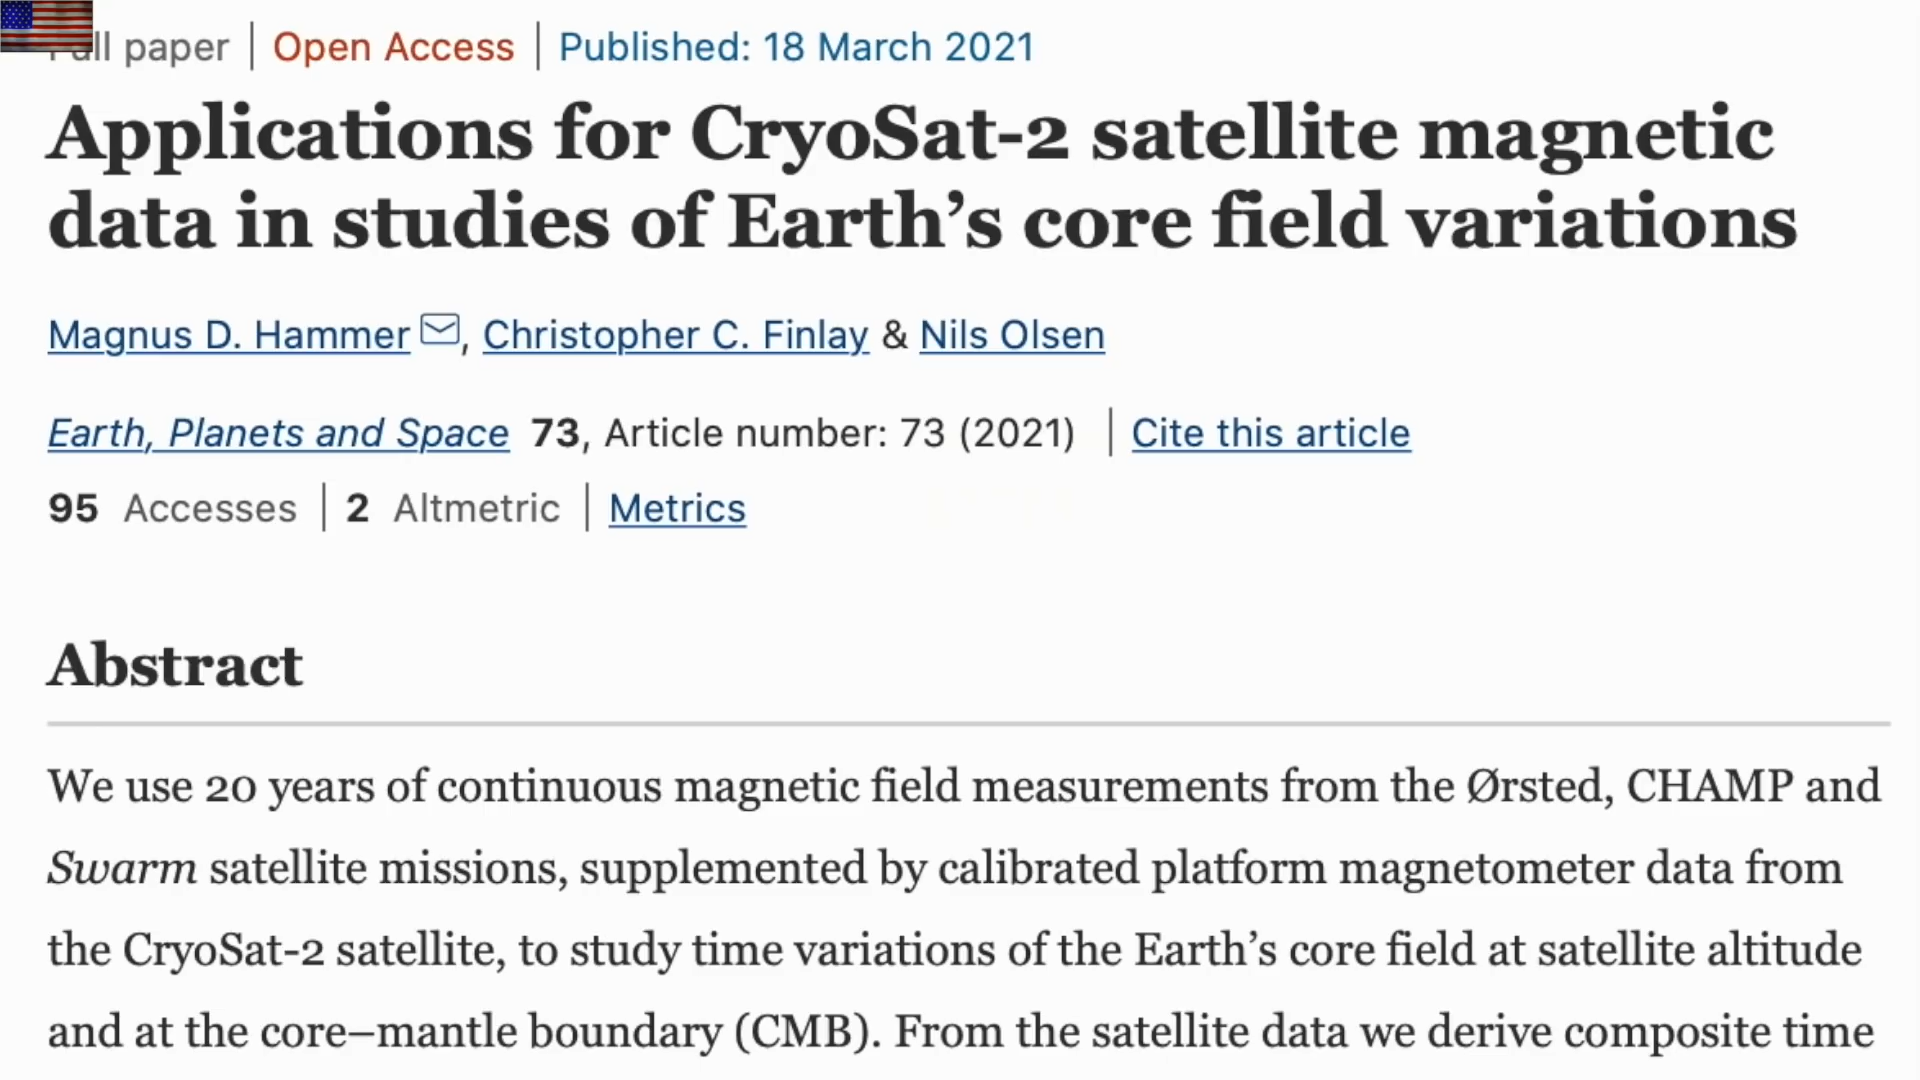 ll paper | Open Access | Published: 18 March 2021
Applications for CryoSat-2 satellite magnetic
data in studies of Earth’s core field variations
Magnus D. Hammer, Christopher C. Finlay & Nils Olsen
Earth, Planets and Space 73, Article number: 73 (2021) | Cite this article
95 Accesses | 2 Altmetric | Metrics
Abstract
We use 20 years of continuous magnetic field measurements from the Ørsted, CHAMP and
Swarm satellite missions, supplemented by calibrated platform magnetometer data from
the CryoSat-2 satellite, to study time variations of the Earth’s core field at satellite altitude
and at the core–mantle boundary (CMB). From the satellite data we derive composite time